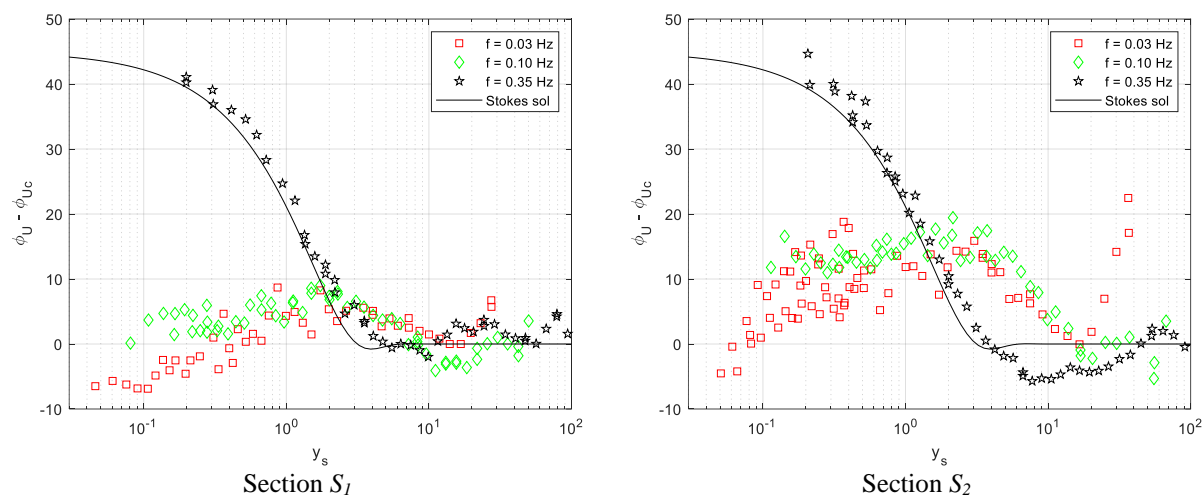 50
40
30
20
10
0
-10
ϕU - ϕUc
10-1
100
101
102
ys
f = 0.03 Hz
f = 0.10 Hz
f = 0.35 Hz
Stokes sol
Section S1
50
40
30
20
10
0
-10
ϕU - ϕUc
10-1
100
101
102
ys
f = 0.03 Hz
f = 0.10 Hz
f = 0.35 Hz
Stokes sol
Section S2